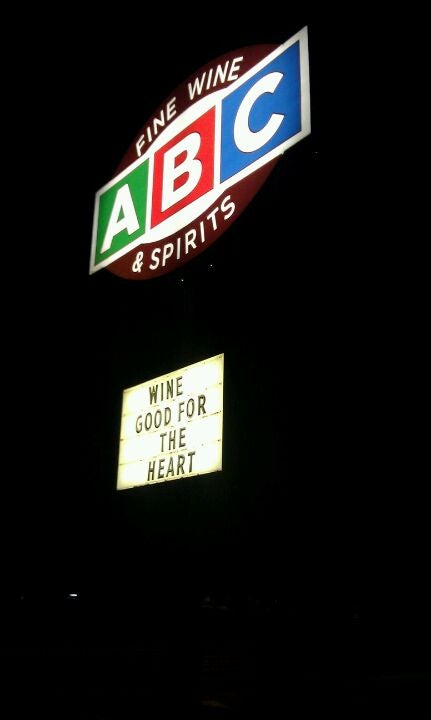 FINE WINE
ABC
& SPIRITS
WINE
GOOD FOR
THE
HEART